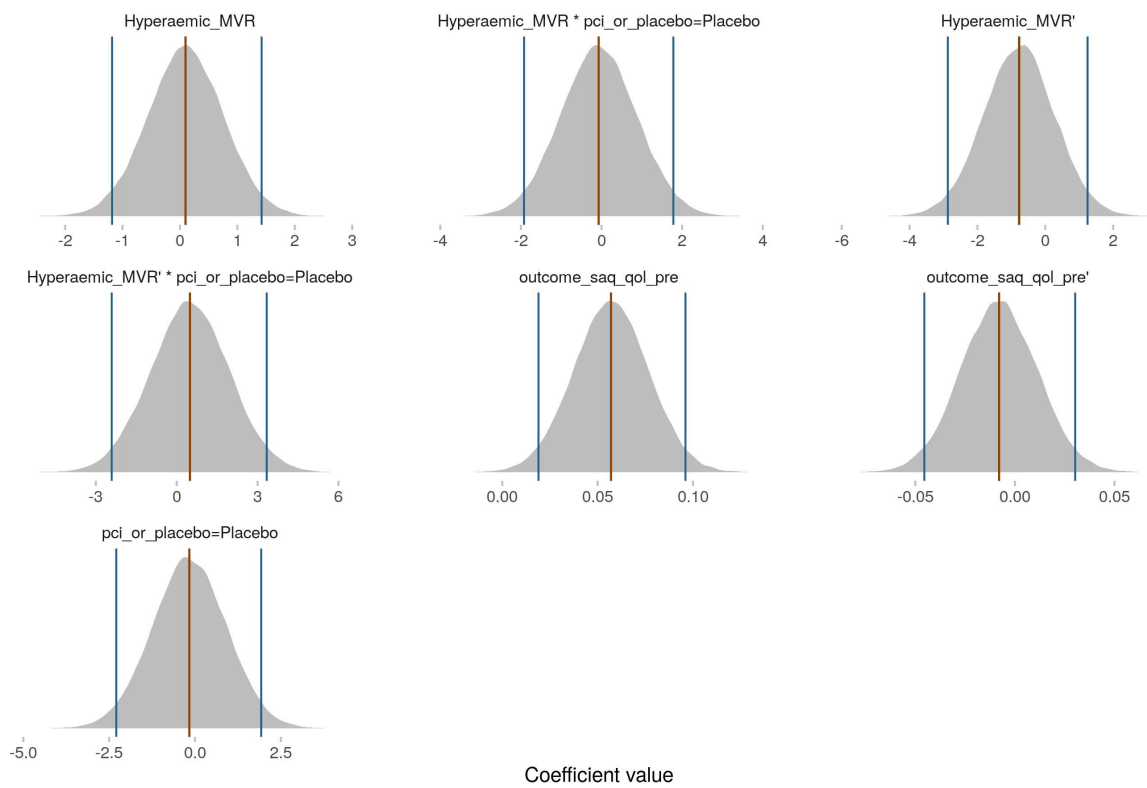 Hyperaemic_MVR
Hyperaemic_MVR * pci_or_placebo=Placebo
Hyperaemic_MVR'
-2 -1 0 1 2 3
-4 -2 0 2 4
-6 -4 -2 0 2
Hyperaemic_MVR' * pci_or_placebo=Placebo
outcome_saq_qol_pre
outcome_saq_qol_pre'
-3 0 3 6
0.00 0.05 0.10
-0.05 0.00 0.05
pci_or_placebo=Placebo
-5.0 -2.5 0.0 2.5
Coefficient value